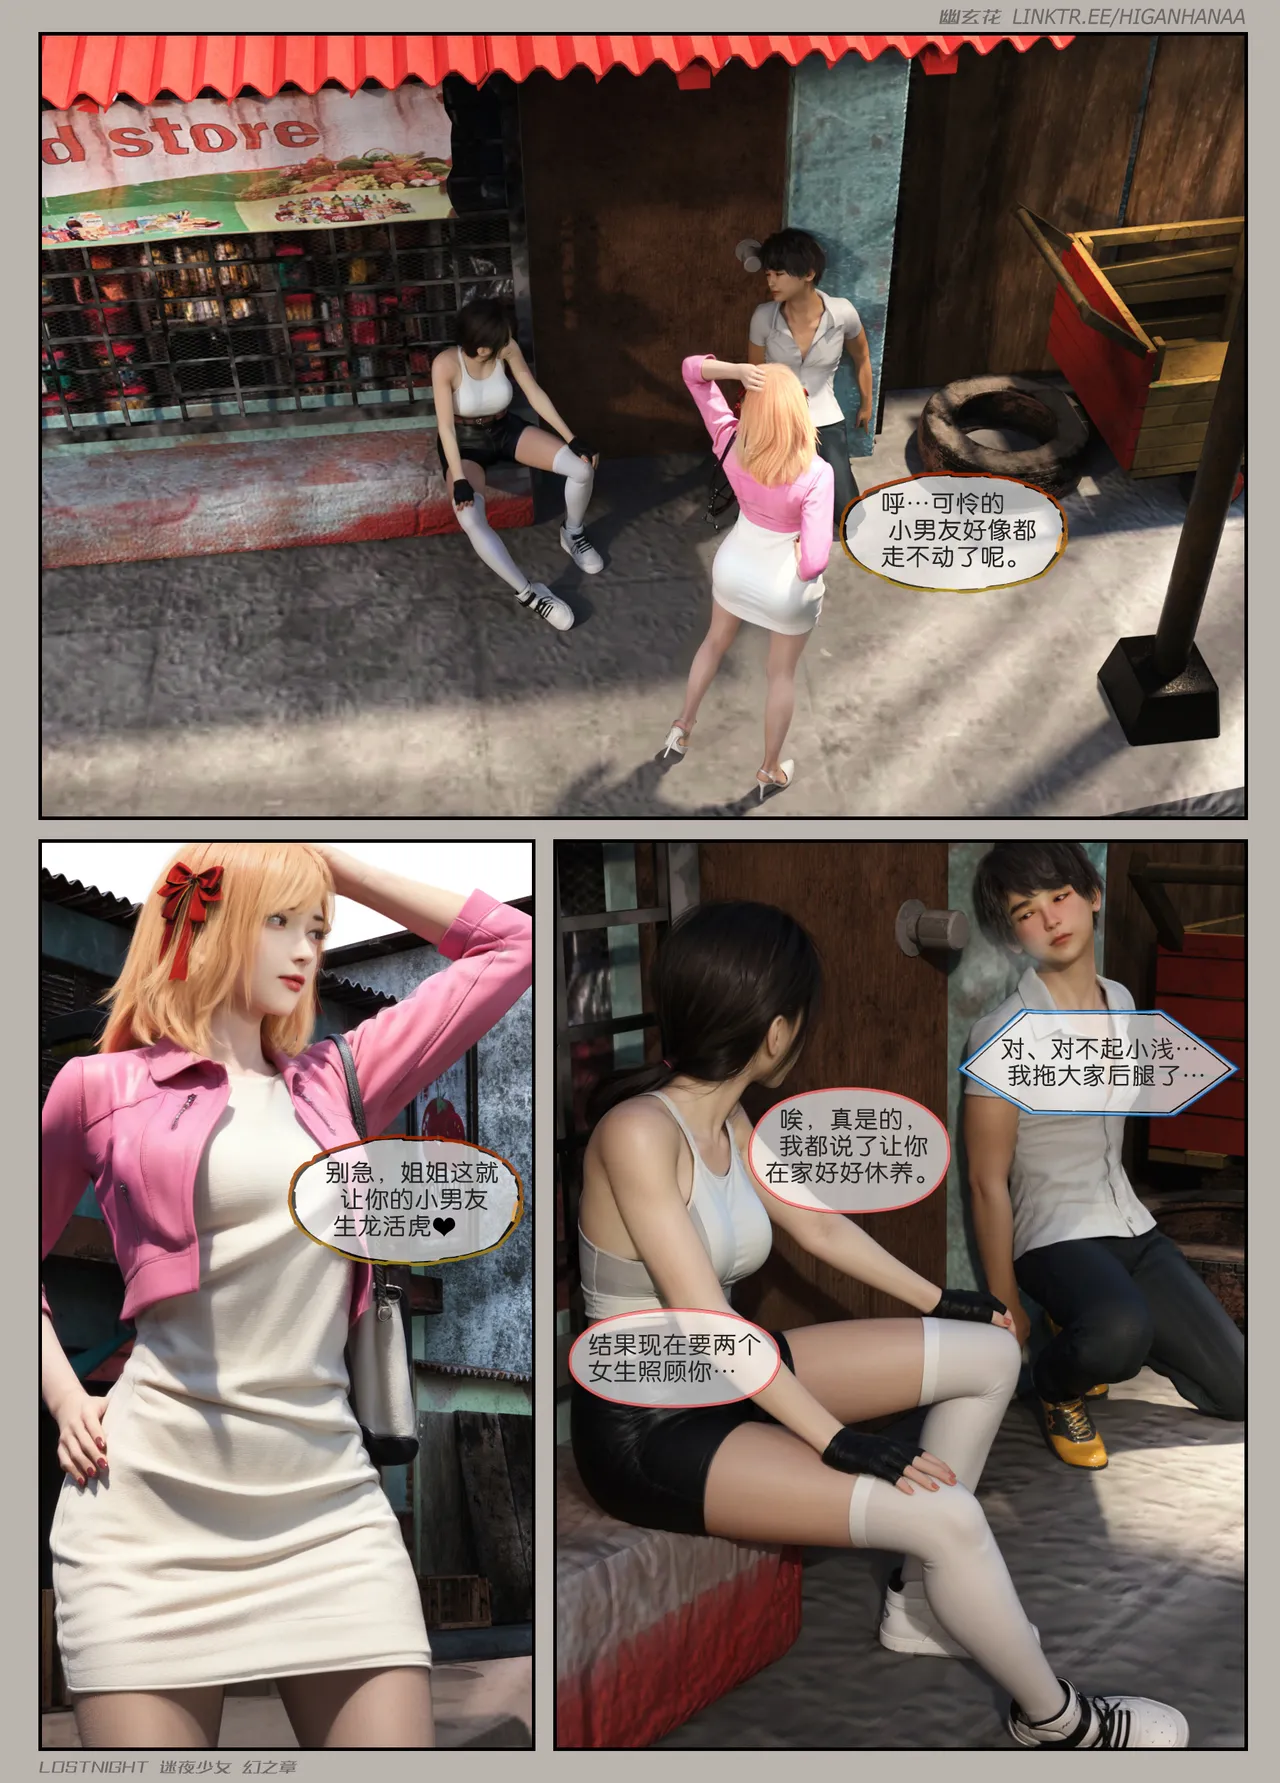 幽玄花 LINKTR.EE/HIGANHANAA
d store
呼…可怜的
小男友好像都
走不动了呢。
别急，姐姐这就
让你的小男友
生龙活虎❤
对、对不起小浅…
我拖大家后腿了…
唉，真是的，
我都说了让你
在家好好休养。
结果现在要两个
女生照顾你…
LOSTNIGHT 迷夜少女 幻之章